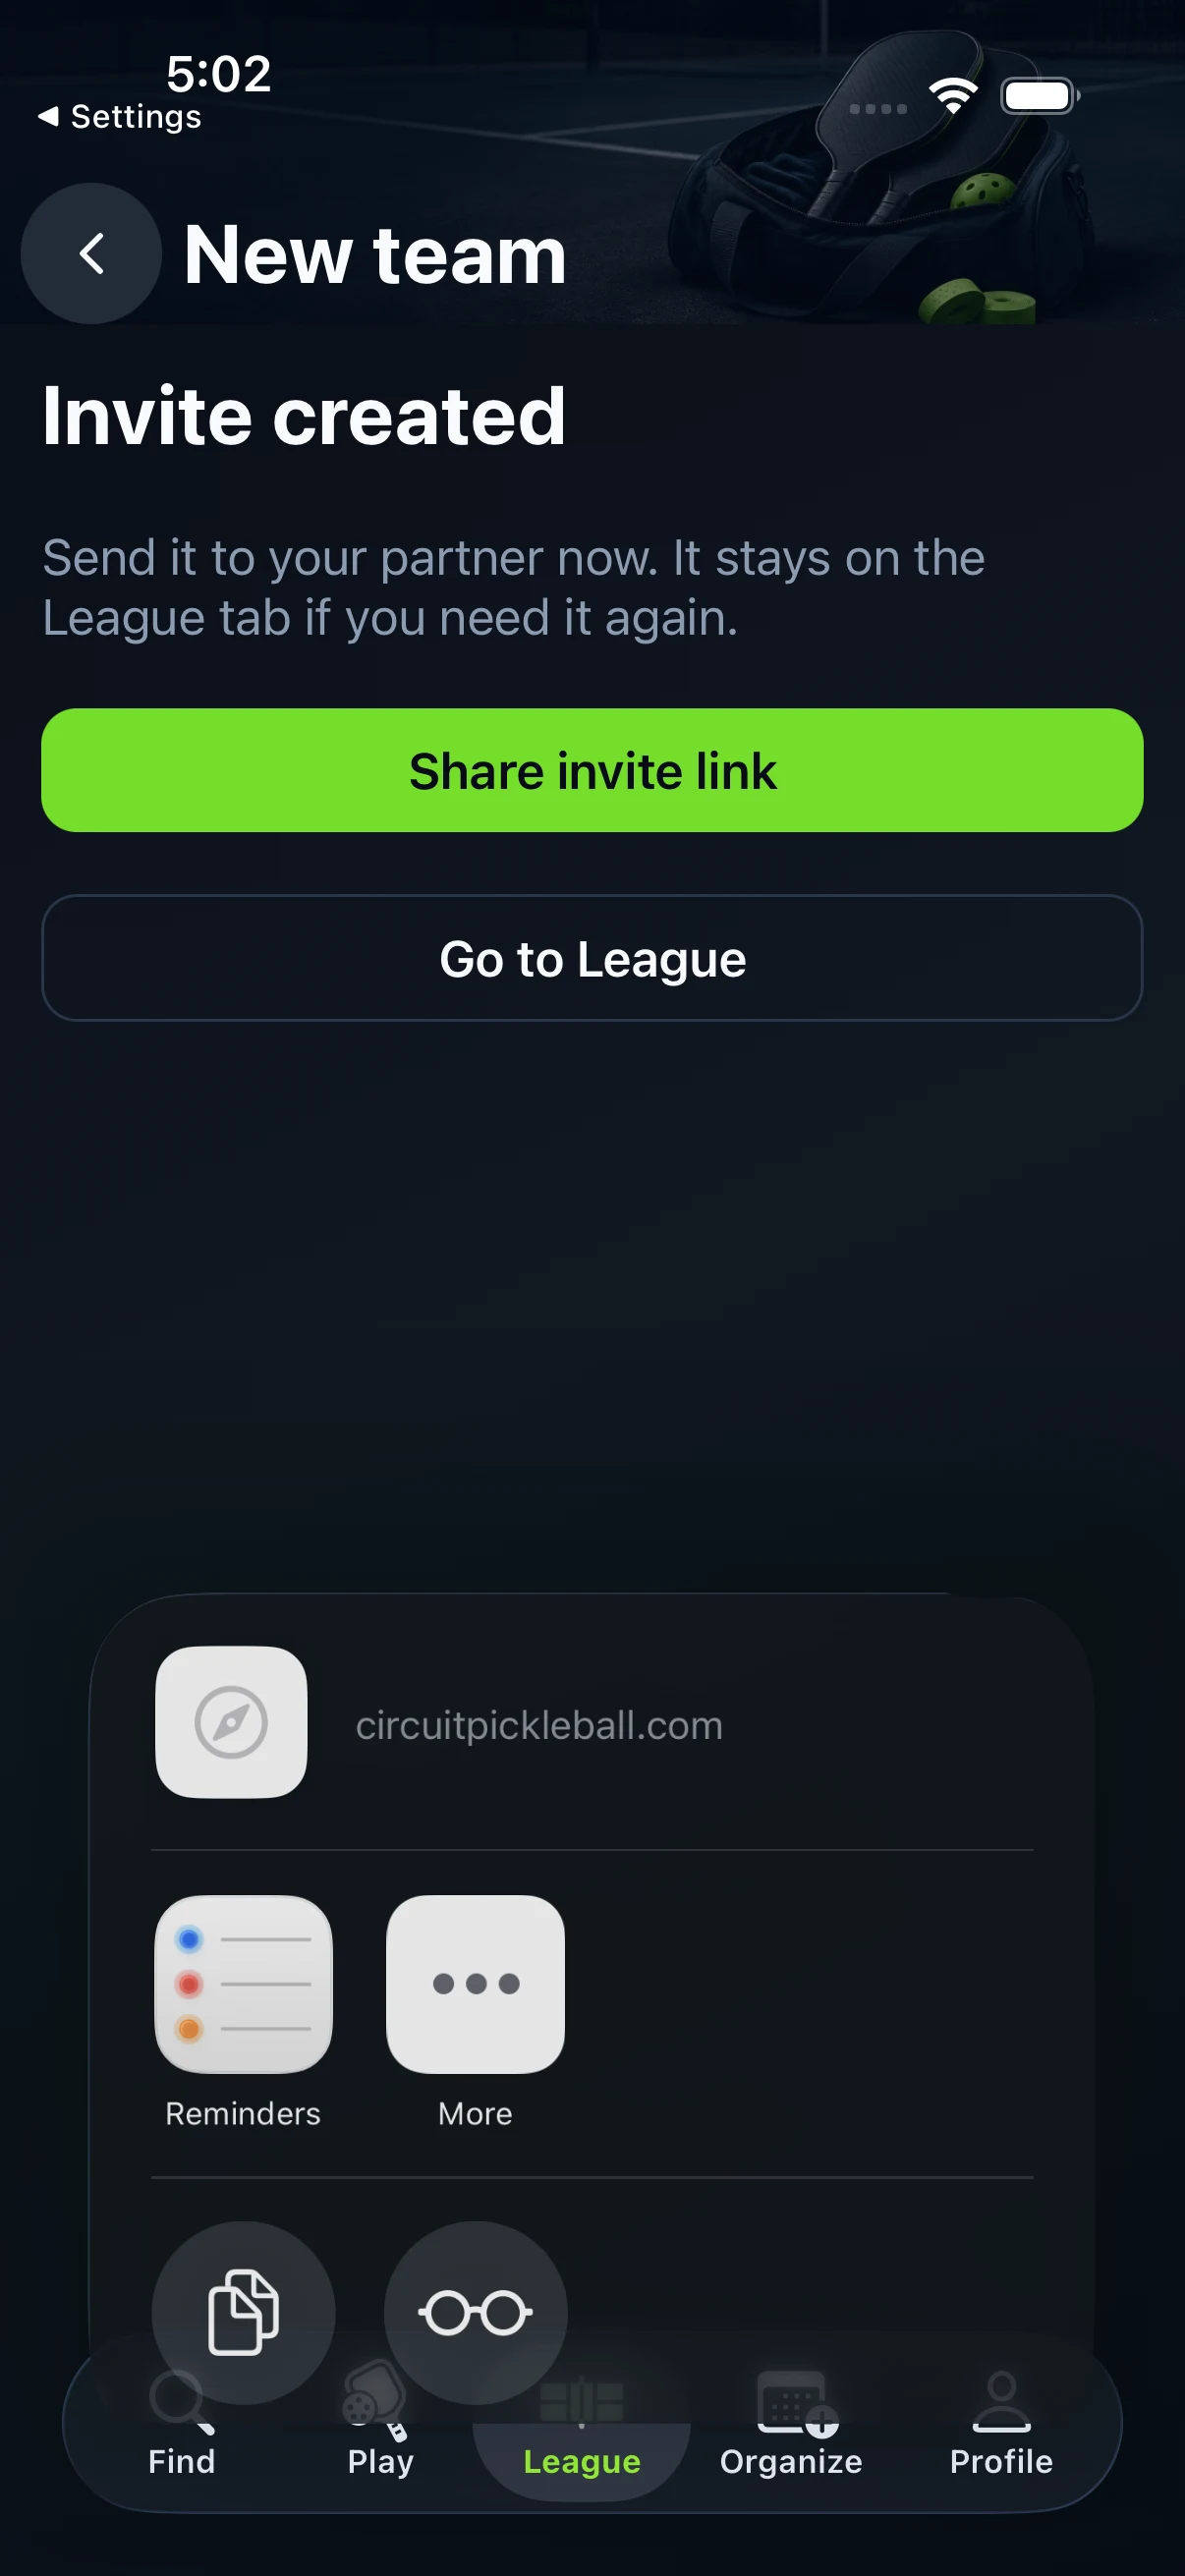 5:02
Settings
New team
Invite created
Send it to your partner now. It stays on the
League tab if you need it again.
Share invite link
Go to League
circuitpickleball.com
Reminders
More
Find
Play
League
Organize
Profile